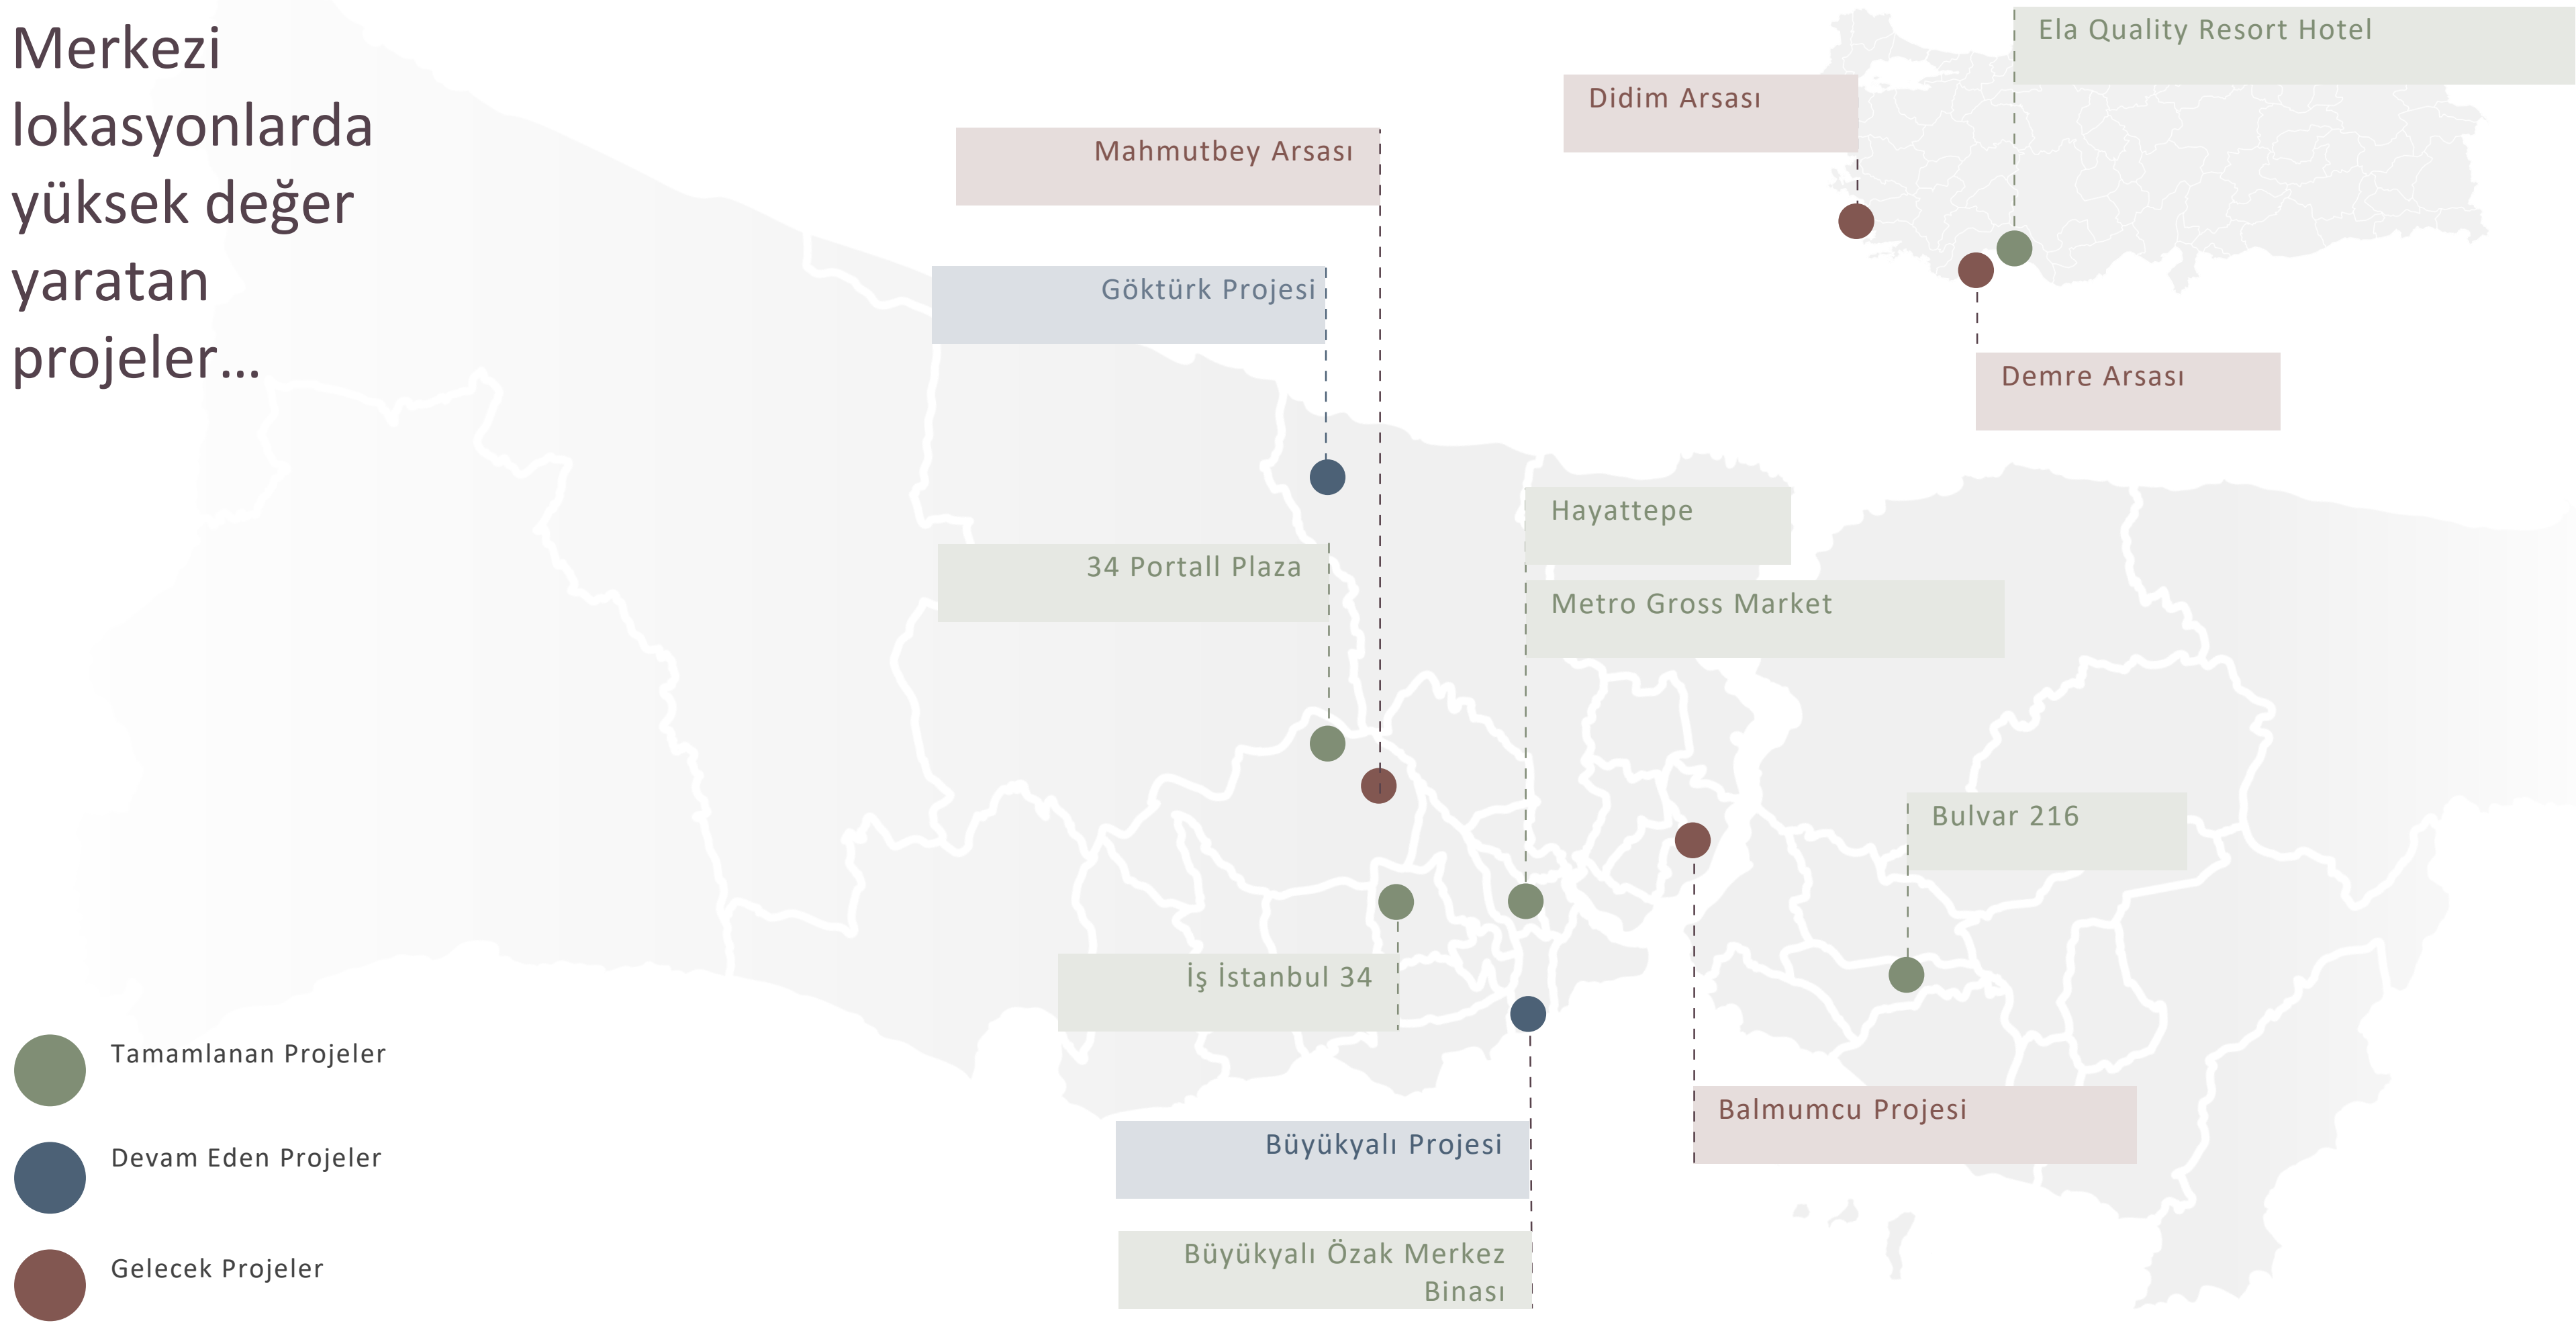 Merkezi
lokasyonlarda
yüksek değer
yaratan
projeler…
Ela Quality Resort Hotel
Didim Arsası
Mahmutbey Arsası
Göktürk Projesi
Demre Arsası
Hayattepe
34 Portall Plaza
Metro Gross Market
Bulvar 216
İş İstanbul 34
Balmumcu Projesi
Büyükyalı Projesi
Büyükyalı Özak Merkez
Binası
Tamamlanan Projeler
Devam Eden Projeler
Gelecek Projeler